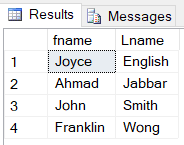 Results Messages
fname Lname
1 Joyce English
2 Ahmad Jabbar
3 John Smith
4 Franklin Wong